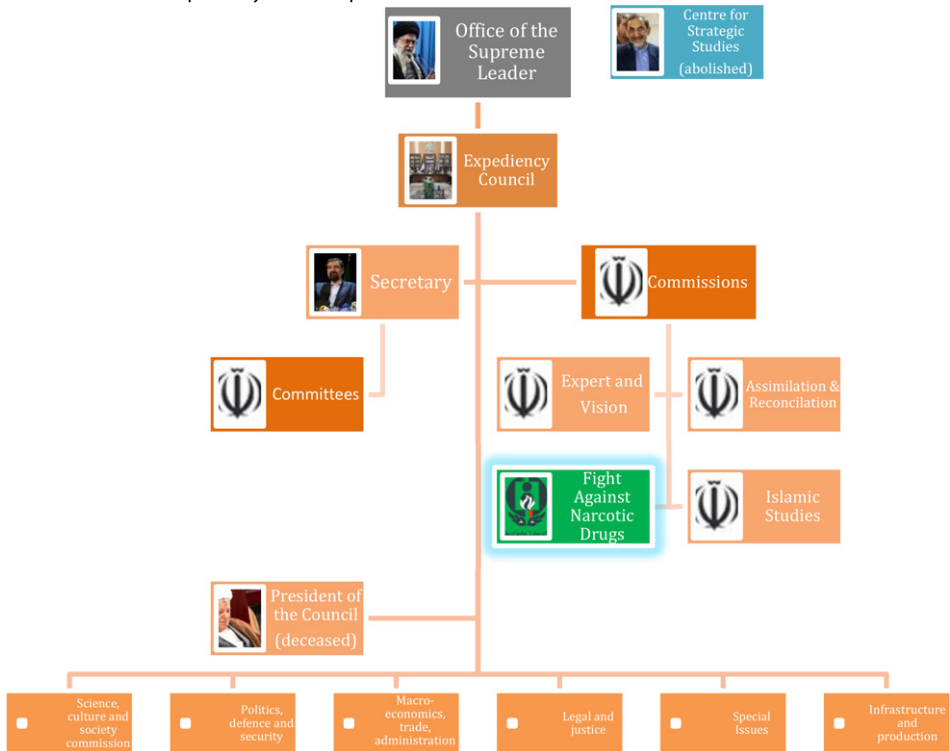 Office of the
Supreme
Leader
Centre for
Strategic
Studies
(abolished)
Expediency
Council
Secretary
Commissions
Committees
Expert and
Vision
Assimilation &
Reconcilation
Fight
Against
Narcotic
Drugs
Islamic
Studies
President of
the Council
(deceased)
Science,
culture and
society
commission
Politics,
defence and
security
Macro-
economics,
trade,
administration
Legal and
justice
Special
Issues
Infrastructure
and
production